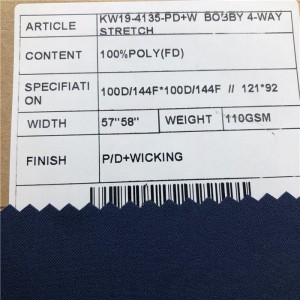 ARTICLE KW19-4135-PD+W BOBBY 4-WAY
STRETCH
CONTENT 100%POLY(FD)
SPECIFIATI
ON 100D/144F*100D/144F // 121*92
WIDTH 57"58" WEIGHT 110GSM
FINISH P/D+WICKING